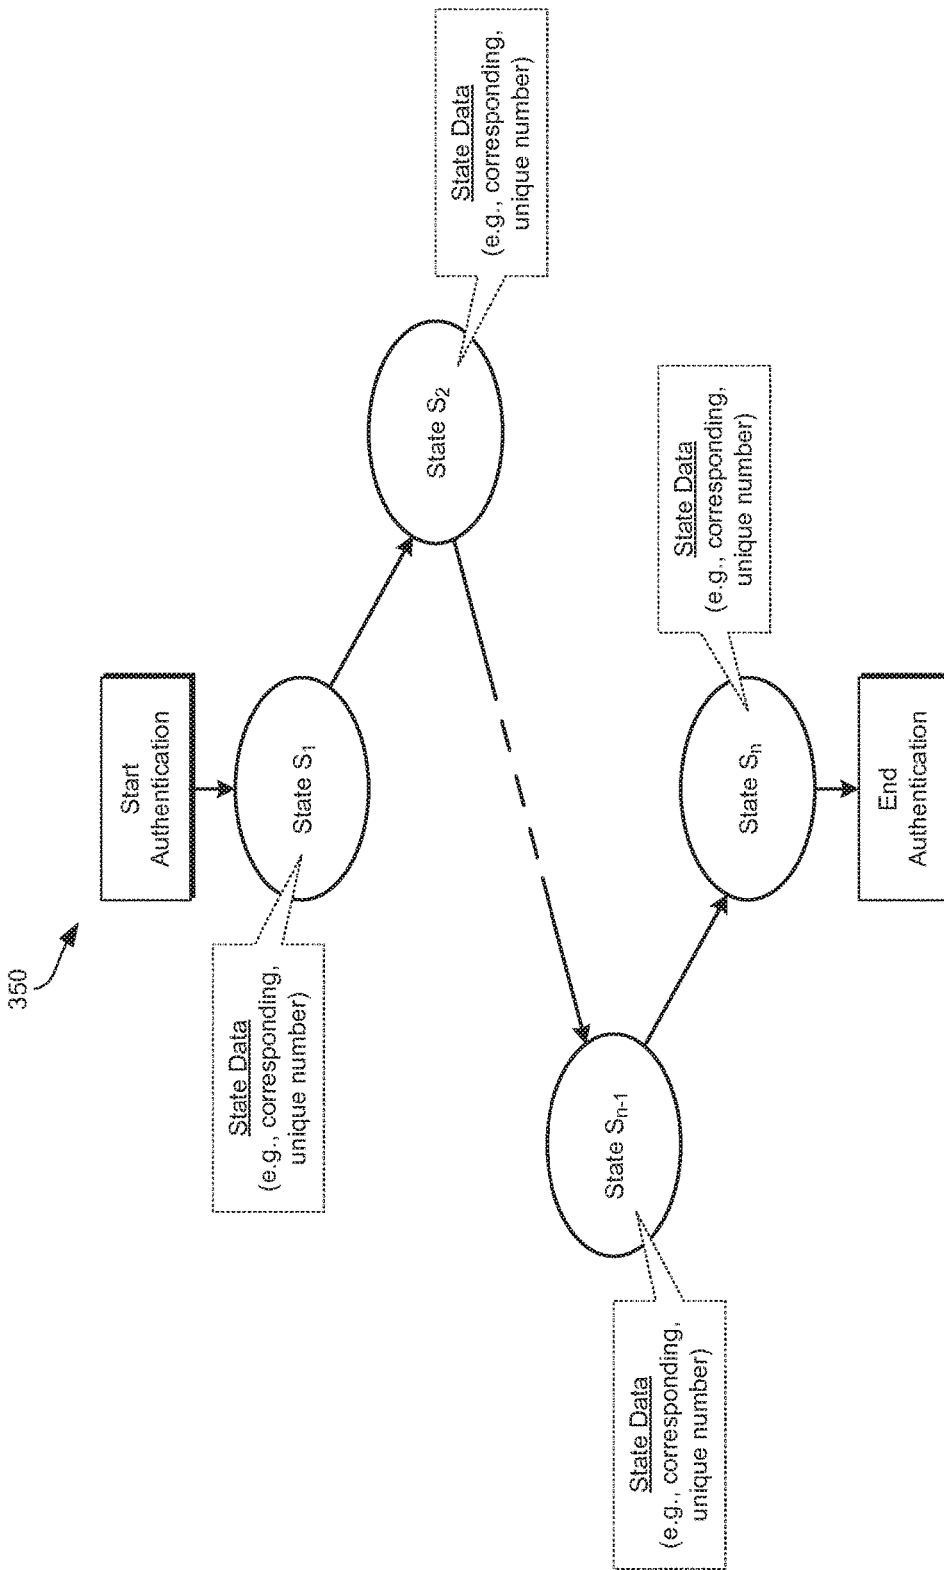 350
Start
Authentication
State Data
(e.g., corresponding,
unique number)
State S₁
State S₂
State Data
(e.g., corresponding,
unique number)
State Sₙ₋₁
State Data
(e.g., corresponding,
unique number)
State Data
(e.g., corresponding,
unique number)
State Sₙ
End
Authentication